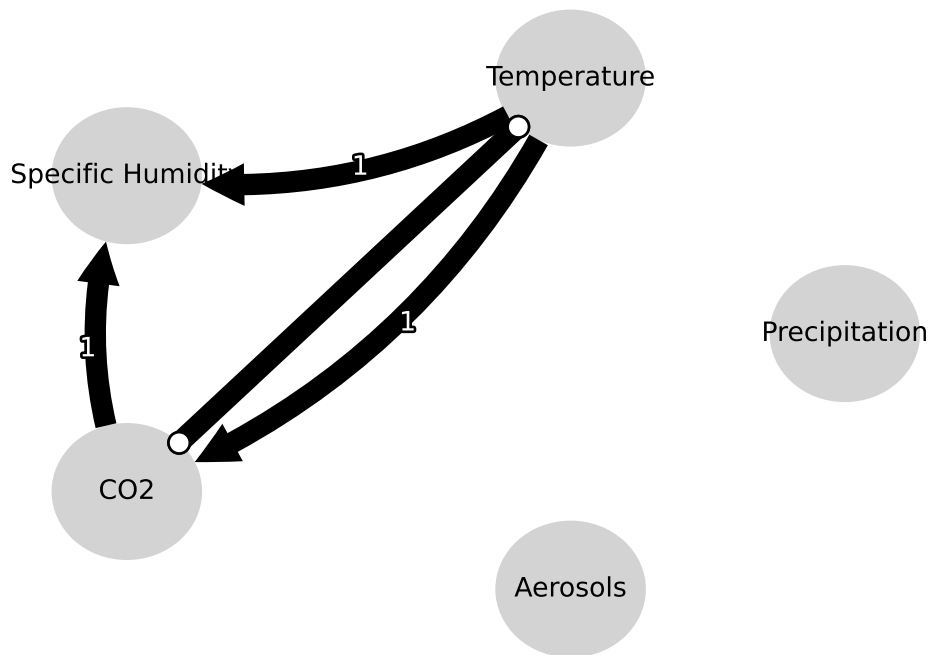 Temperature
Specific Humidity
1
1
Precipitation
1
CO2
Aerosols